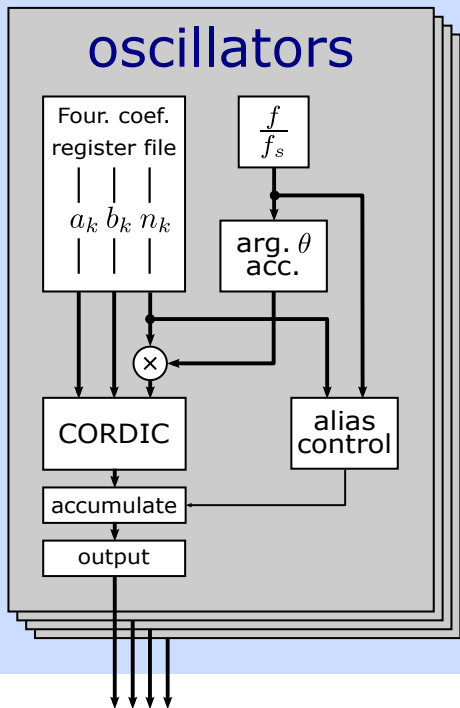 oscillators
Four. coef.
register file
a_k b_k n_k
f
f_s
arg. θ
acc.
×
CORDIC
alias
control
accumulate
output